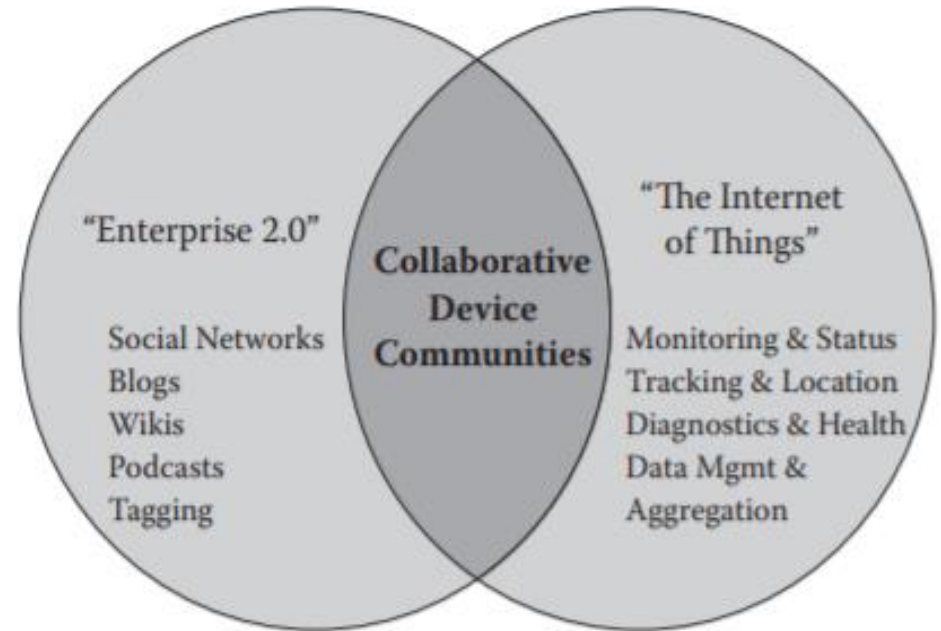 “Enterprise 2.0”
Social Networks
Blogs
Wikis
Podcasts
Tagging
Collaborative
Device
Communities
“The Internet
of Things”
Monitoring & Status
Tracking & Location
Diagnostics & Health
Data Mgmt &
Aggregation